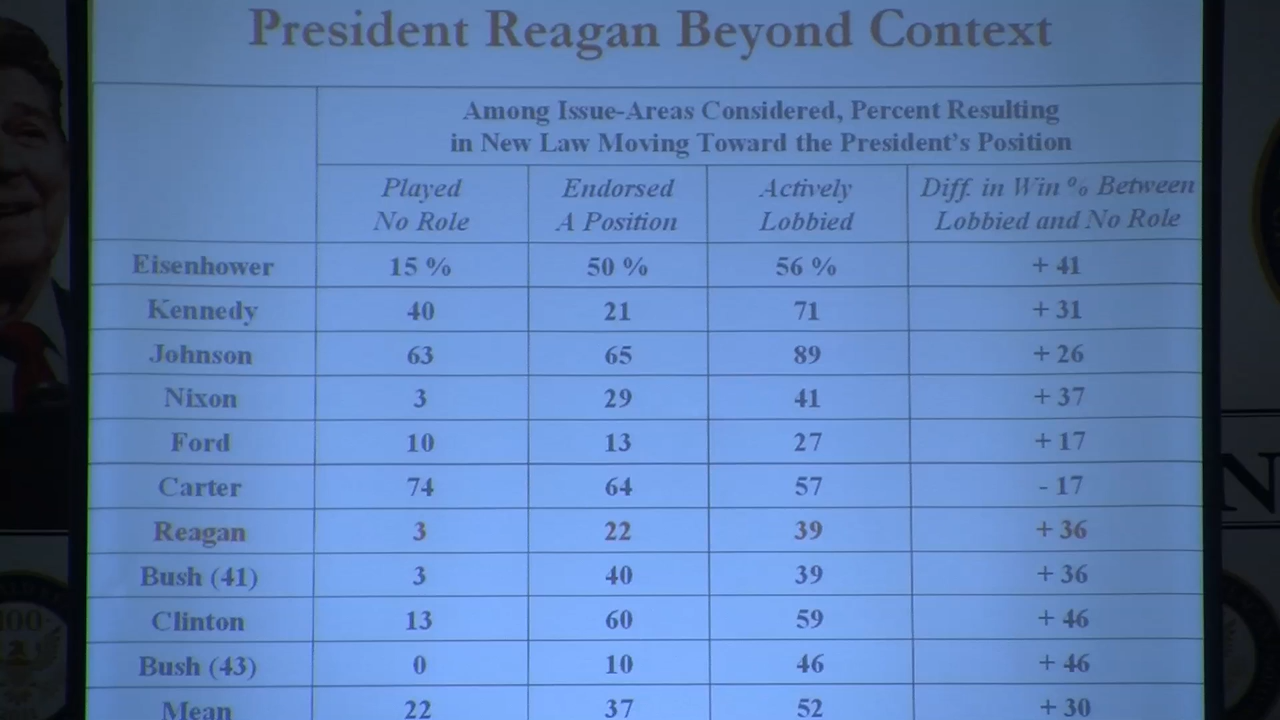 President Reagan Beyond Context
Among Issue-Areas Considered, Percent Resulting
in New Law Moving Toward the President's Position
Played No Role Endorsed A Position Actively Lobbied Diff. in Win % Between Lobbied and No Role
Eisenhower 15 % 50 % 56 % + 41
Kennedy 40 21 71 + 31
Johnson 63 65 89 + 26
Nixon 3 29 41 + 37
Ford 10 13 27 + 17
Carter 74 64 57 - 17
Reagan 3 22 39 + 36
Bush (41) 3 40 39 + 36
Clinton 13 60 59 + 46
Bush (43) 0 10 46 + 46
Mean 22 37 52 + 30
100
N